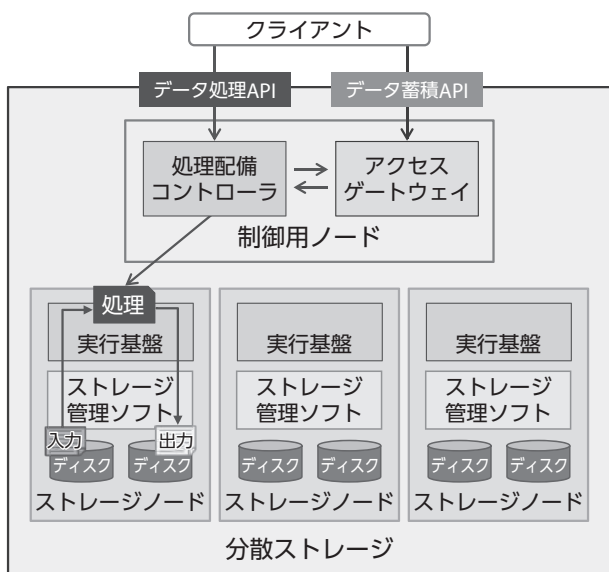 クライアント
データ処理API
データ蓄積API
処理配備
コントローラ
アクセス
ゲートウェイ
制御用ノード
処理
実行基盤
ストレージ
管理ソフト
入力
出力
ディスク
ディスク
ストレージノード
実行基盤
ストレージ
管理ソフト
ディスク
ディスク
ストレージノード
実行基盤
ストレージ
管理ソフト
ディスク
ディスク
ストレージノード
分散ストレージ